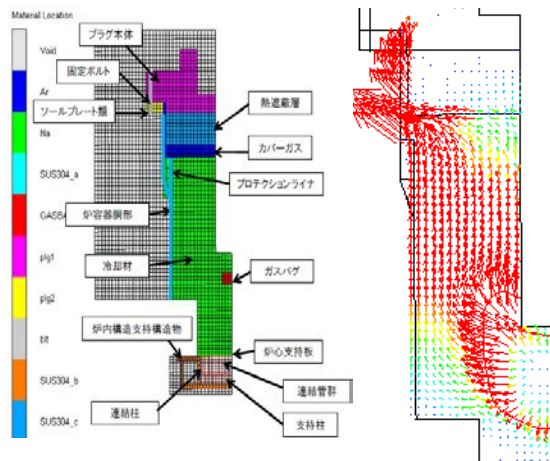 Material Location
Void
Ar
Na
SUS304_a
plg1
plg2
blt
SUS304_b
SUS304_c
プラグ本体
固定ボルト
ソールプレート類
熱遮蔽層
カバーガス
プロテクションライナ
炉容器胴部
冷却材
ガスバグ
炉内構造支持構造物
炉心支持板
連結管群
連結柱
支持柱